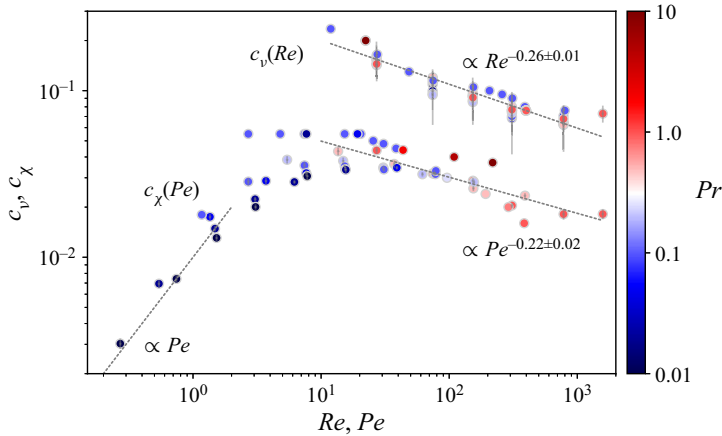 c_ν(Re)
∝ Re^−0.26±0.01
c_χ(Pe)
∝ Pe^−0.22±0.02
∝ Pe
c_ν, c_χ
10^−1
10^−2
10^0
10^1
10^2
10^3
Re, Pe
10
1.0
0.1
0.01
Pr